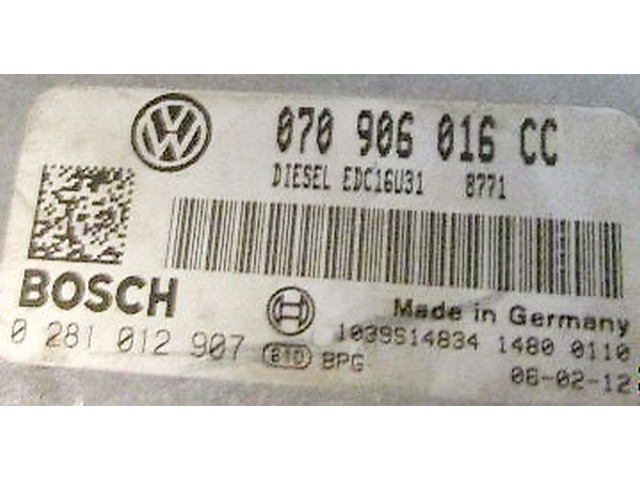 070 906 016 CC
DIESEL EDC16U31 8771
BOSCH
Made in Germany
0 281 012 907 B10 BPG
1039S14834 1480 0110
06-02-12